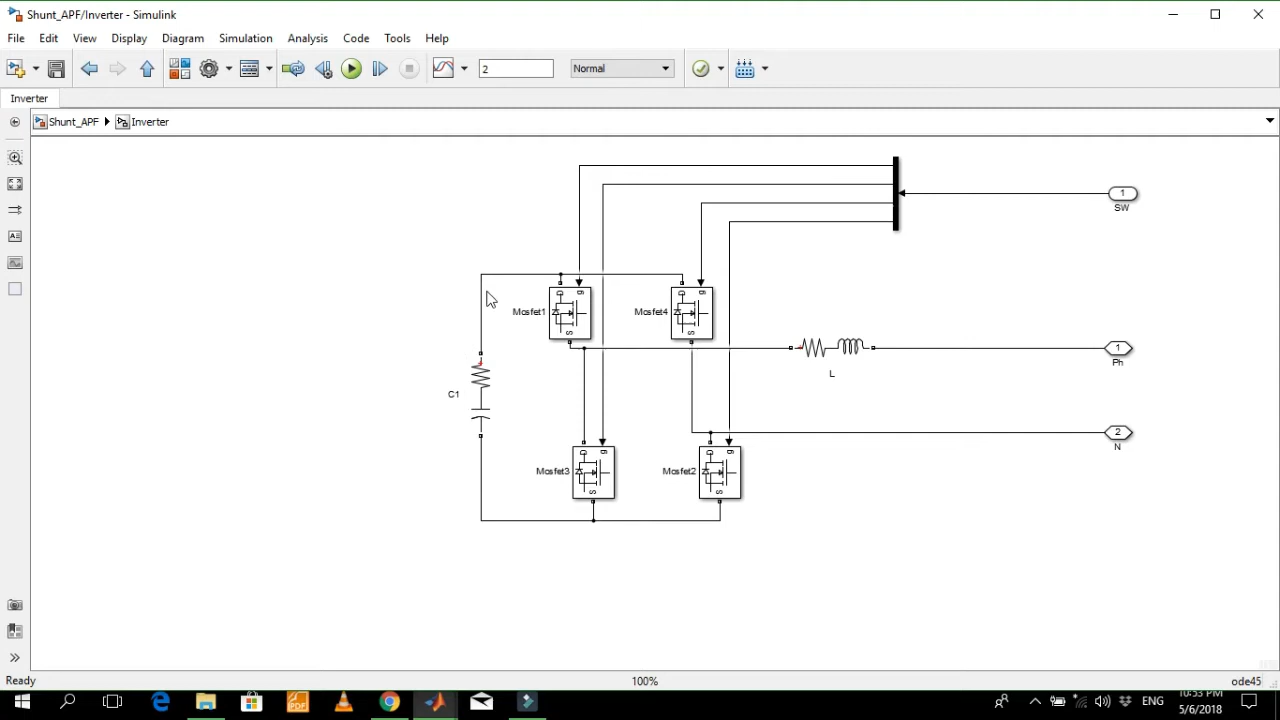 Shunt_APF/Inverter - Simulink
File Edit View Display Diagram Simulation Analysis Code Tools Help
2 Normal
Inverter
Shunt_APF Inverter
1
SW
D g
S
Mosfet1
D g
S
Mosfet4
1
Ph
L
C1
2
N
D g
S
Mosfet3
D g
S
Mosfet2
Ready 100% ode45
PDF
ENG
10:53 PM
5/6/2018